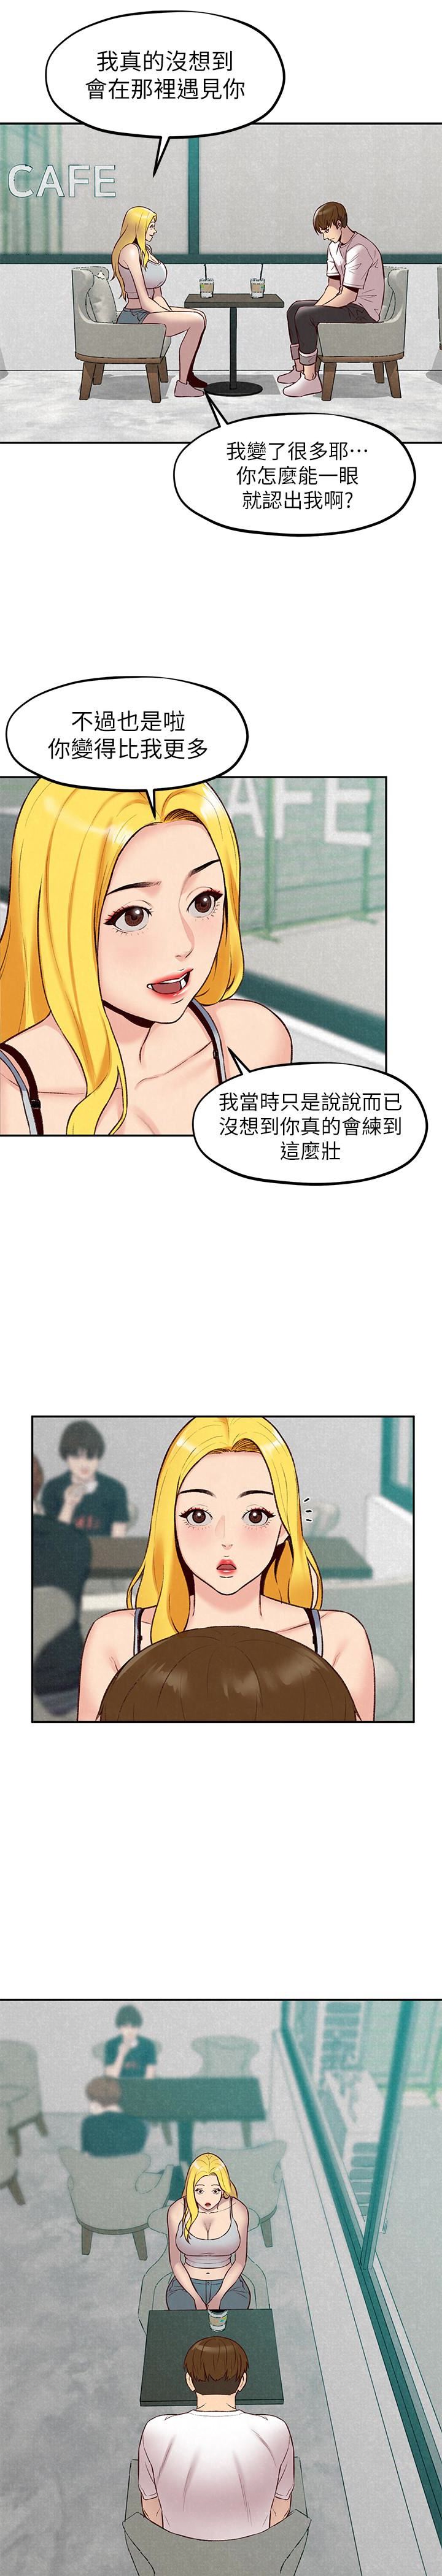 我真的沒想到
會在那裡遇見你
CAFE
我變了很多耶⋯
你怎麼能一眼
就認出我啊?
不過也是啦
你變得比我更多
CAFE
我當時只是說說而已
沒想到你真的會練到
這麼壯